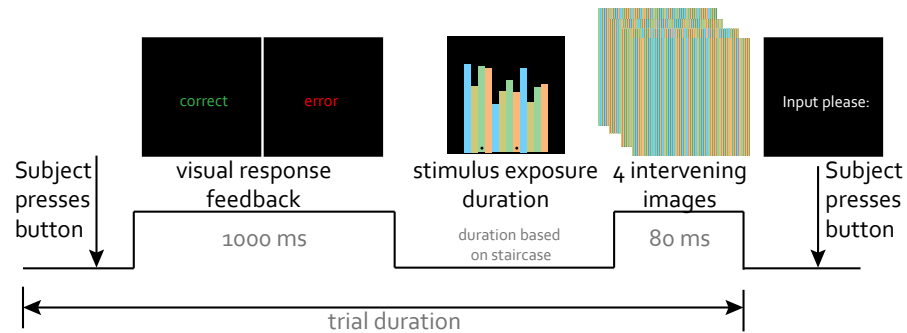 correct
error
Input please:
Subject
presses
button
visual response
feedback
stimulus exposure
duration
4 intervening
images
Subject
presses
button
1000 ms
duration based
on staircase
80 ms
trial duration